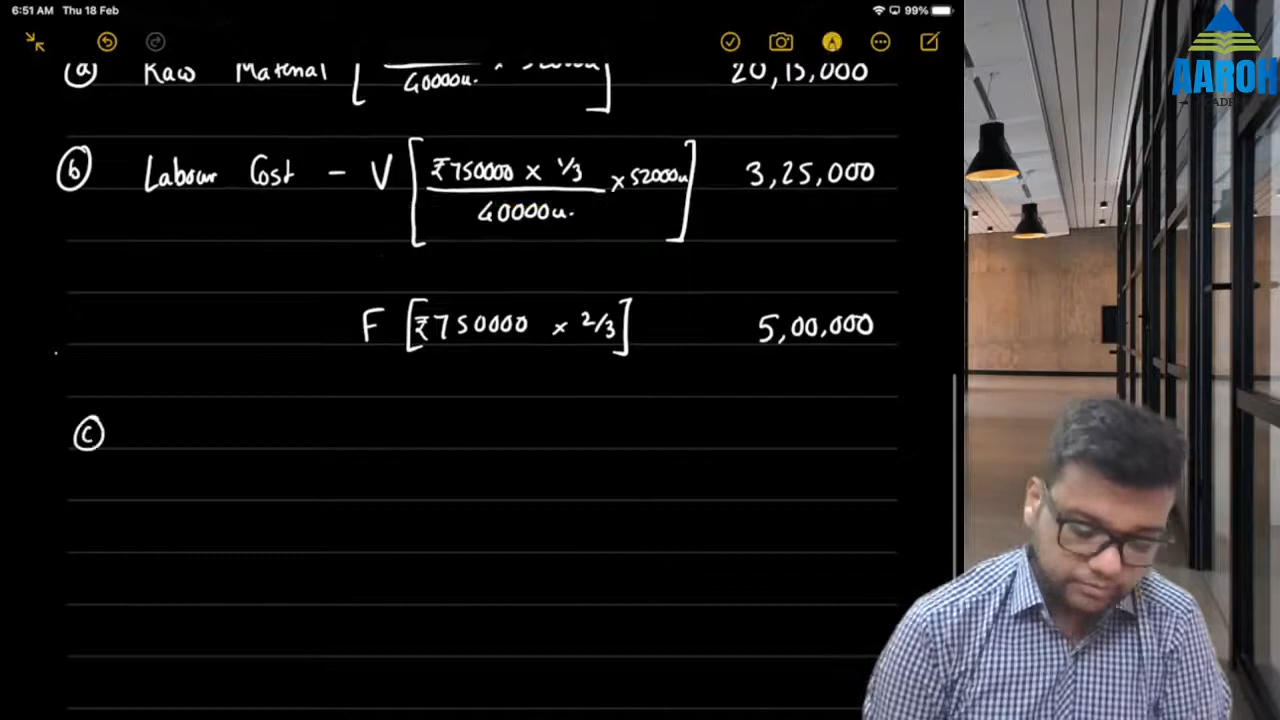 6:51 AM Thu 18 Feb 99%
AAROH
(a) Raw Material [ 40000u. × ] 20,15,000
(b) Labour Cost - V [ ₹750000 × 1/3 × 52000u ] 3,25,000
40000u.
F [₹750000 × 2/3] 5,00,000
(c)